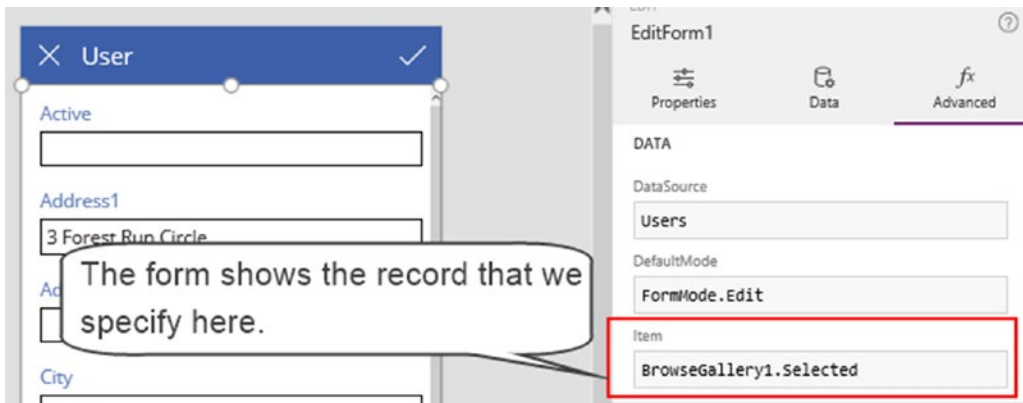 User
Active
Address1
3 Forest Run Circle
The form shows the record that we
specify here.
City
EditForm1
Properties
Data
Advanced
DATA
DataSource
Users
DefaultMode
FormMode.Edit
Item
BrowseGallery1.Selected